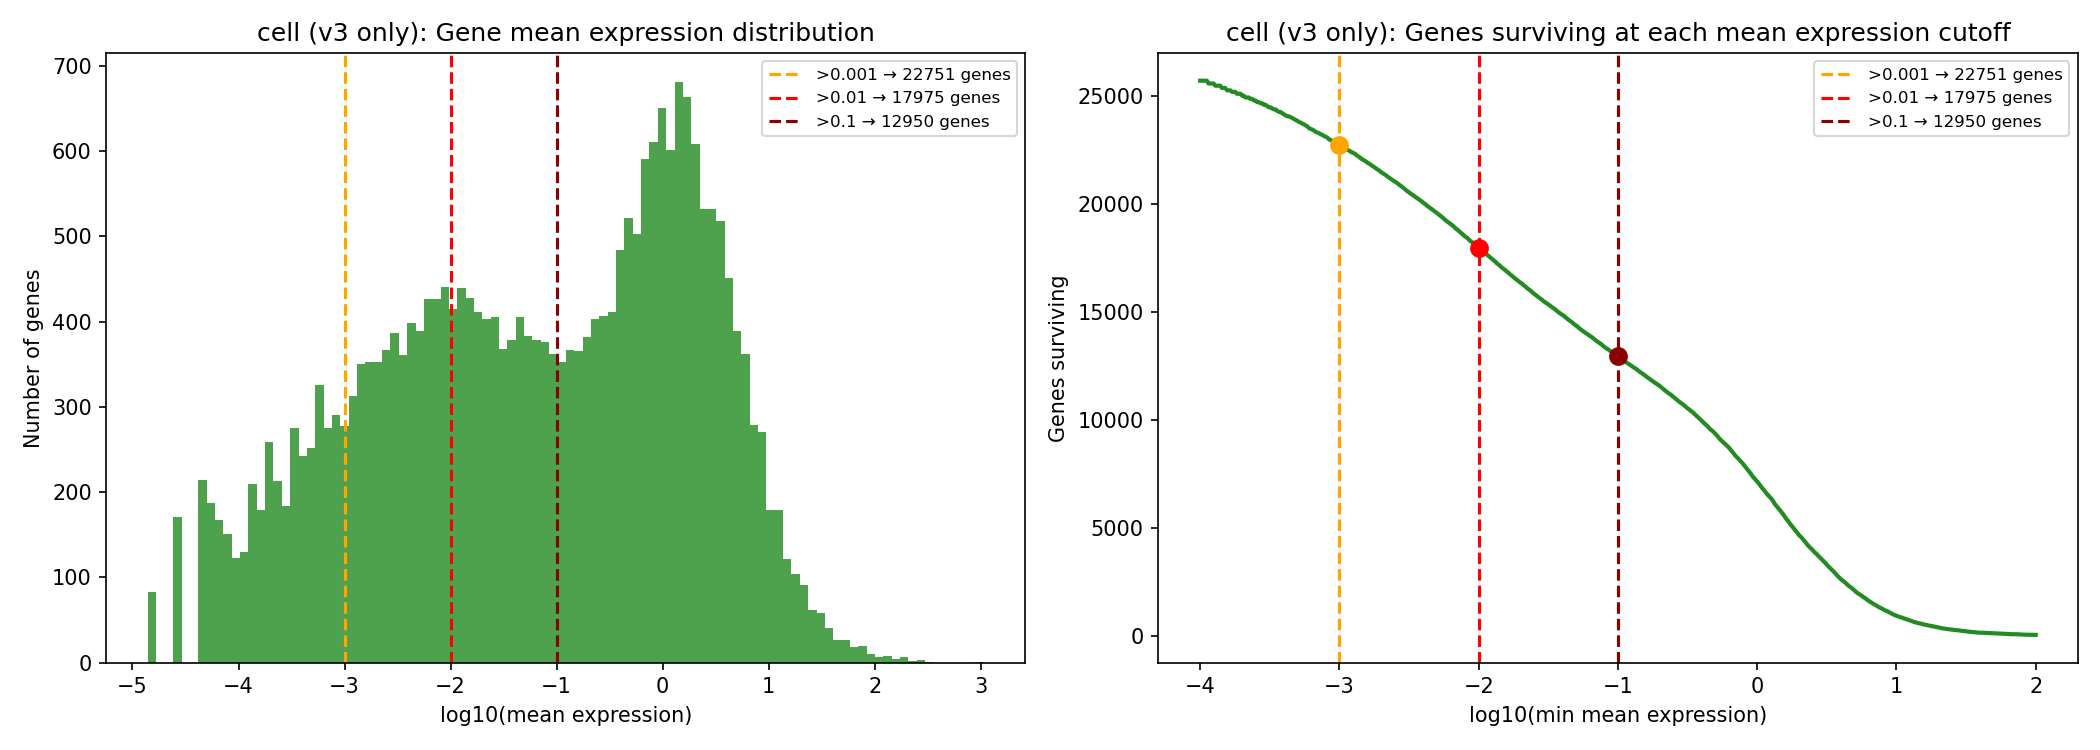 cell (v3 only): Gene mean expression distribution
Number of genes
700
600
500
400
300
200
100
0
>0.001 → 22751 genes
>0.01 → 17975 genes
>0.1 → 12950 genes
−5 −4 −3 −2 −1 0 1 2 3
log10(mean expression)
cell (v3 only): Genes surviving at each mean expression cutoff
Genes surviving
25000
20000
15000
10000
5000
0
>0.001 → 22751 genes
>0.01 → 17975 genes
>0.1 → 12950 genes
−4 −3 −2 −1 0 1 2
log10(min mean expression)